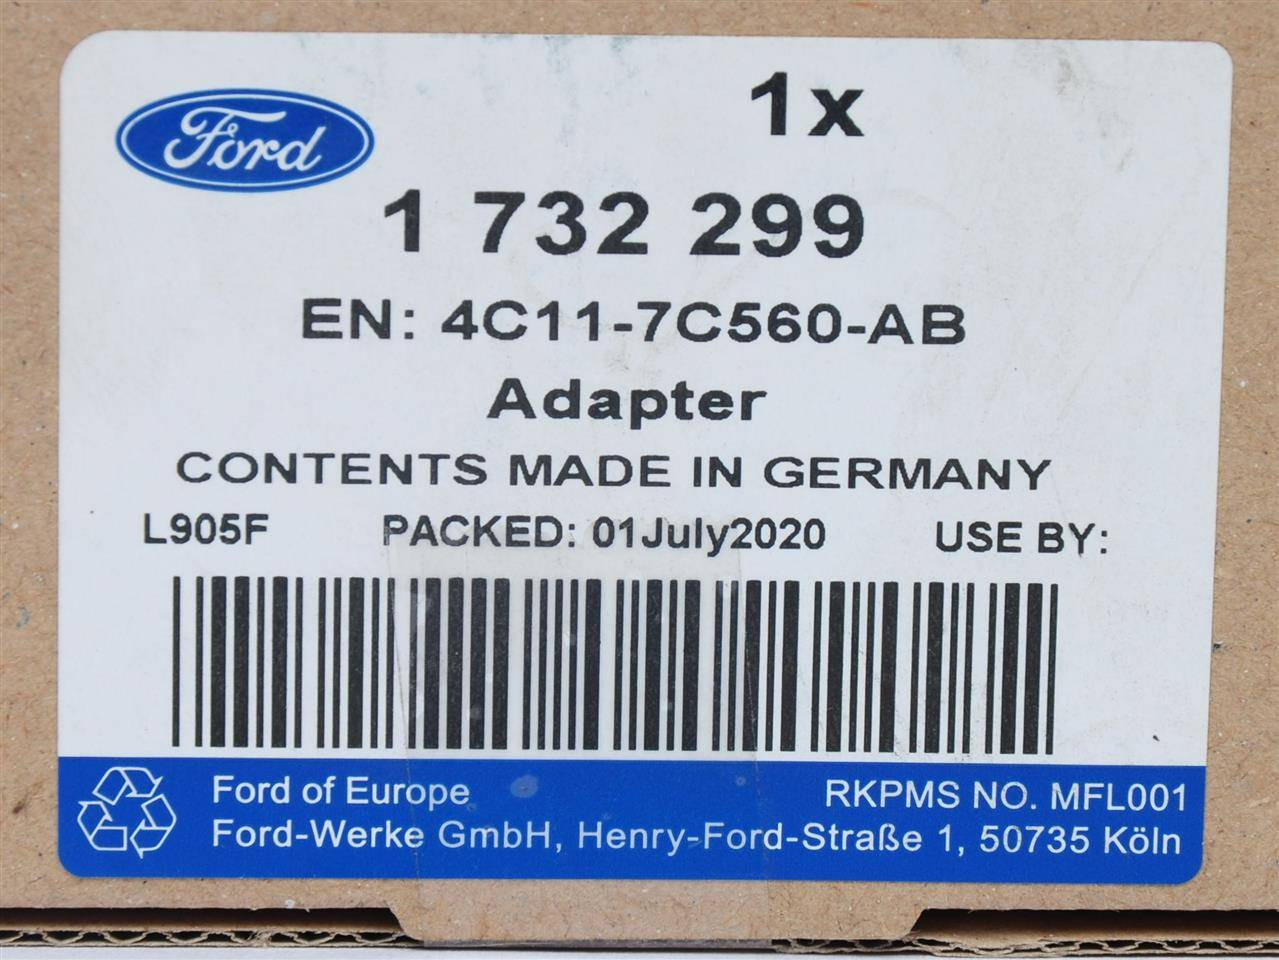 Ford
1x
1 732 299
EN: 4C11-7C560-AB
Adapter
CONTENTS MADE IN GERMANY
L905F PACKED: 01July2020 USE BY:
Ford of Europe RKPMS NO. MFL001
Ford-Werke GmbH, Henry-Ford-Straße 1, 50735 Köln